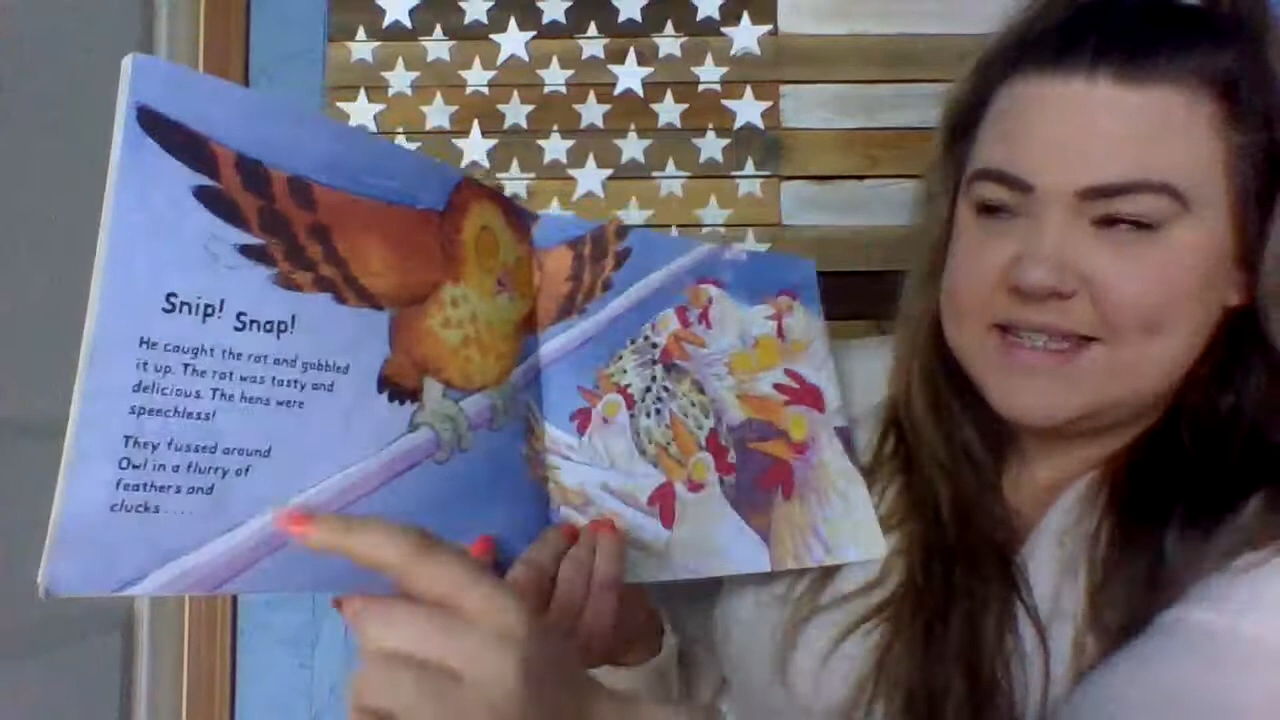 Snip! Snap!
He caught the rat and gobbled
it up. The rat was tasty and
delicious. The hens were
speechless!
They fussed around
Owl in a flurry of
feathers and
clucks....